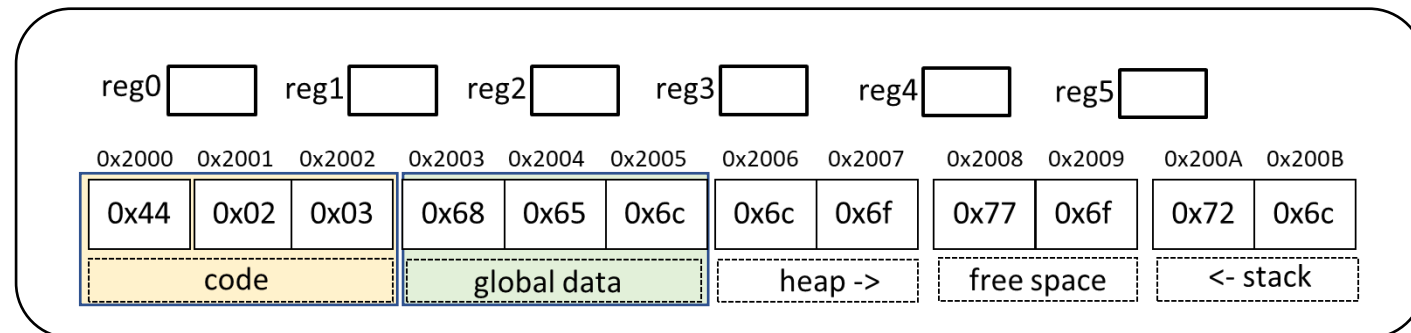 reg0 reg1 reg2 reg3 reg4 reg5
0x2000 0x2001 0x2002 0x2003 0x2004 0x2005 0x2006 0x2007 0x2008 0x2009 0x200A 0x200B
0x44 0x02 0x03 0x68 0x65 0x6c 0x6c 0x6f 0x77 0x6f 0x72 0x6c
code global data heap -> free space <- stack